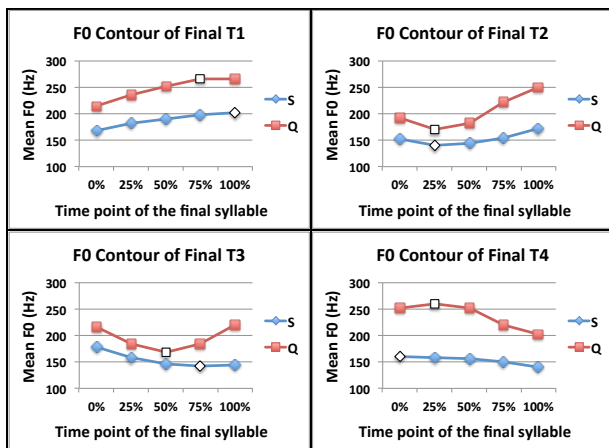 F0 Contour of Final T1
Mean F0 (Hz)
300
250
200
150
100
0% 25% 50% 75% 100%
Time point of the final syllable
S
Q
F0 Contour of Final T2
Mean F0 (Hz)
300
250
200
150
100
0% 25% 50% 75% 100%
Time point of the final syllable
S
Q
F0 Contour of Final T3
Mean F0 (Hz)
300
250
200
150
100
0% 25% 50% 75% 100%
Time point of the final syllable
S
Q
F0 Contour of Final T4
Mean F0 (Hz)
300
250
200
150
100
0% 25% 50% 75% 100%
Time point of the final syllable
S
Q